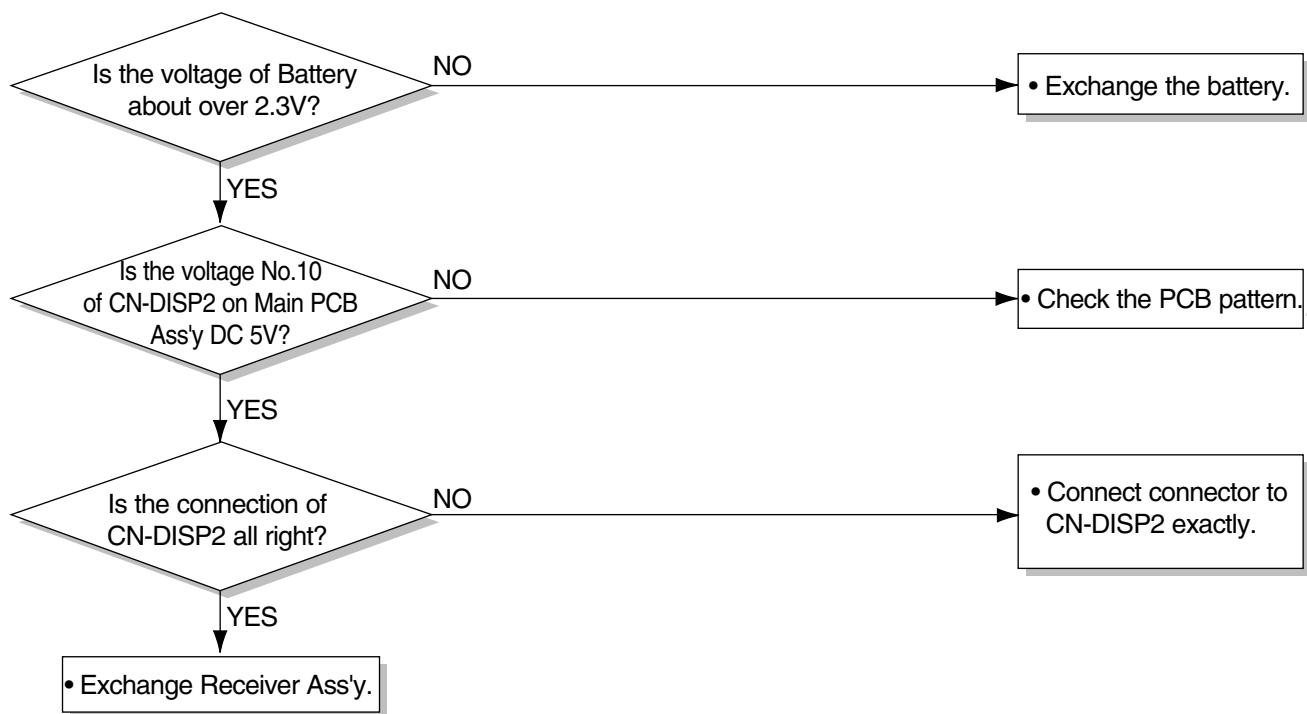 Is the voltage of Battery
about over 2.3V?
NO
• Exchange the battery.
YES
Is the voltage No.10
of CN-DISP2 on Main PCB
Ass'y DC 5V?
NO
• Check the PCB pattern.
YES
Is the connection of
CN-DISP2 all right?
NO
• Connect connector to
CN-DISP2 exactly.
YES
• Exchange Receiver Ass'y.